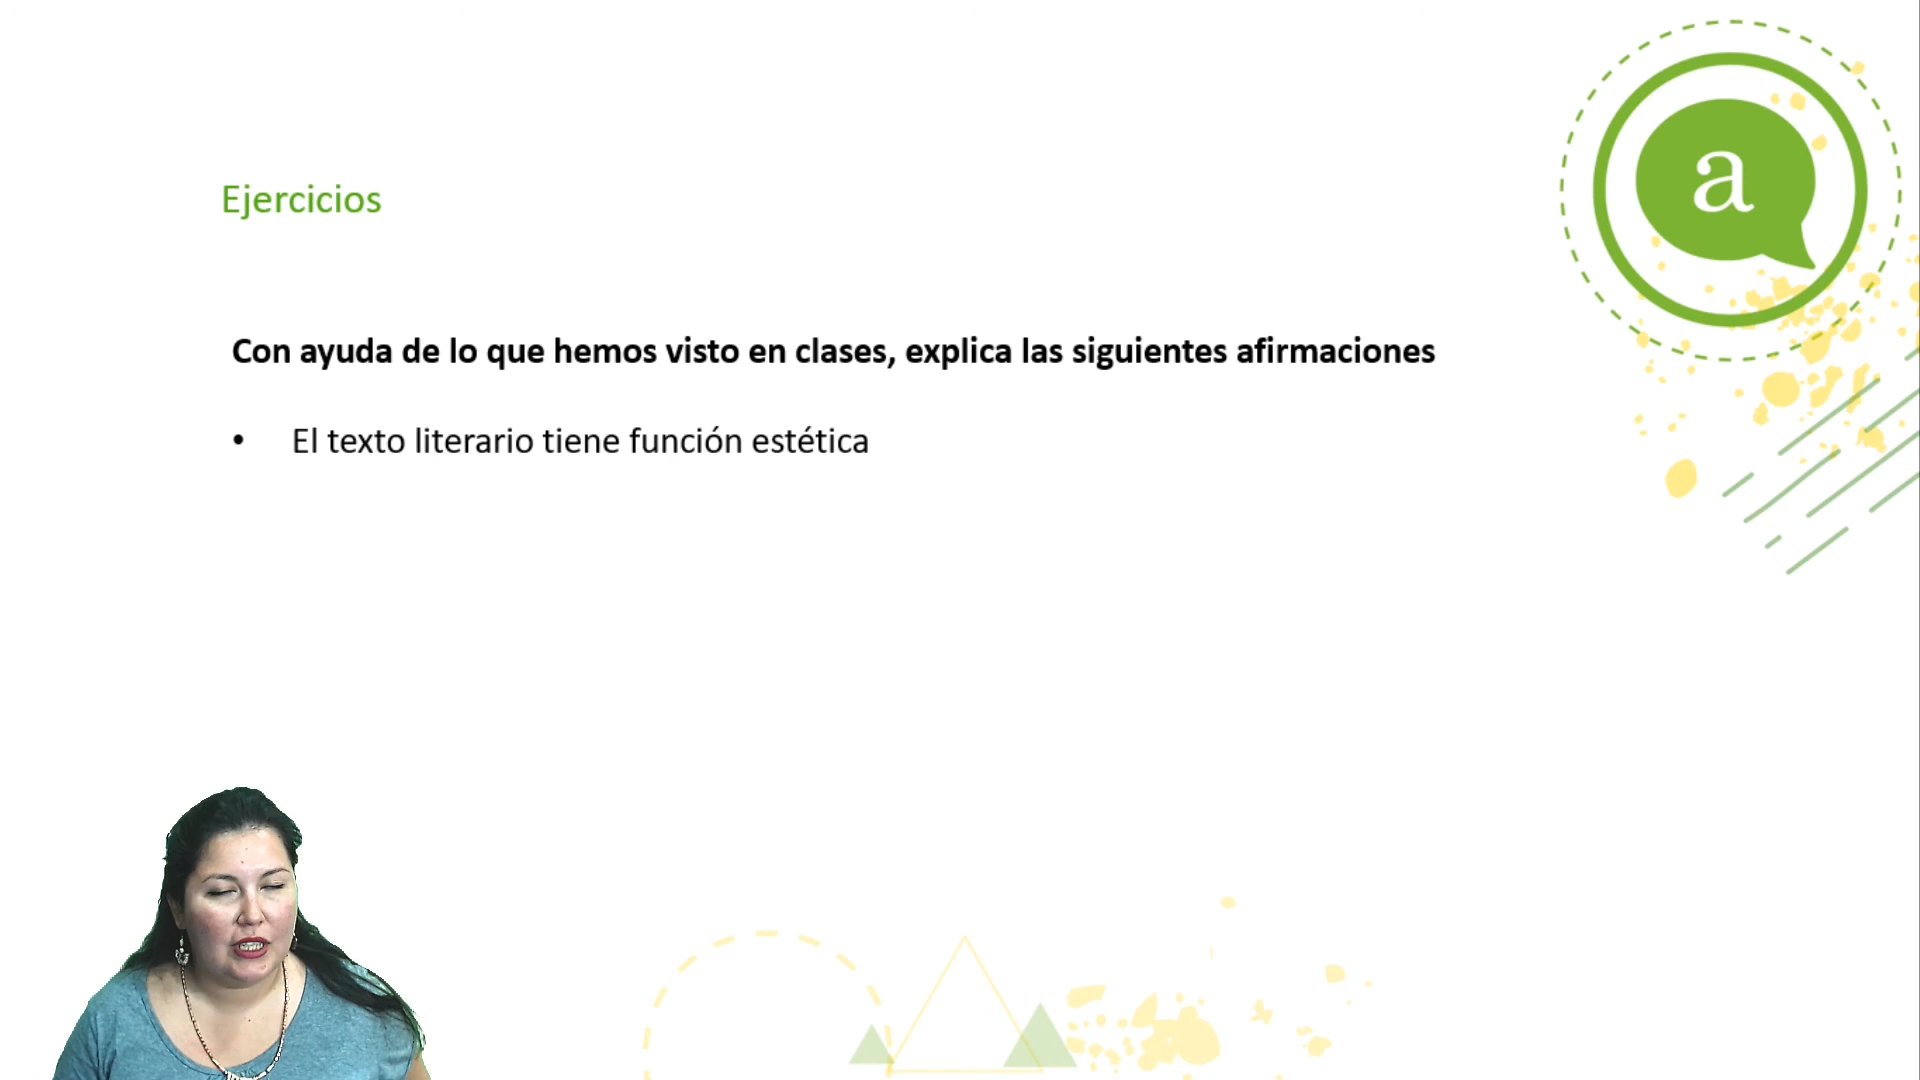 a
Ejercicios
Con ayuda de lo que hemos visto en clases, explica las siguientes afirmaciones
• El texto literario tiene función estética